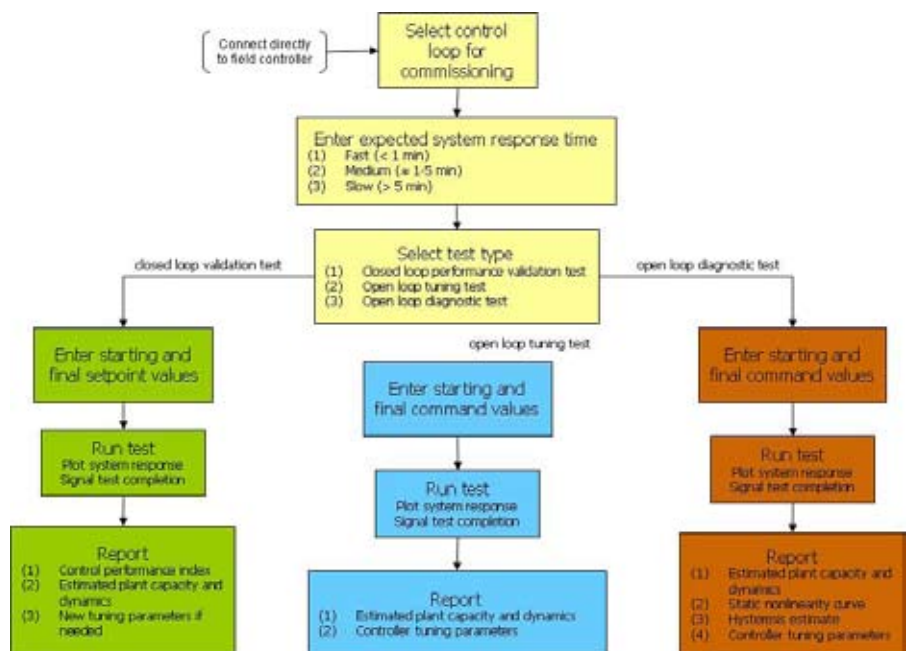 Connect directly
to field controller
Select control
loop for
commissioning
Enter expected system response time
(1) Fast (< 1 min)
(2) Medium (≈ 1-5 min)
(3) Slow (> 5 min)
Select test type
(1) Closed loop performance validation test
(2) Open loop tuning test
(3) Open loop diagnostic test
closed loop validation test
open loop diagnostic test
open loop tuning test
Enter starting and
final setpoint values
Run test
Plot system response
Signal test completion
Report
(1) Control performance index
(2) Estimated plant capacity and
dynamics
(3) New tuning parameters if
needed
Enter starting and
final command values
Run test
Plot system response
Signal test completion
Report
(1) Estimated plant capacity and dynamics
(2) Controller tuning parameters
Enter starting and
final command values
Run test
Plot system response
Signal test completion
Report
(1) Estimated plant capacity and
dynamics
(2) Static nonlinearity curve
(3) Hysteresis estimate
(4) Controller tuning parameters